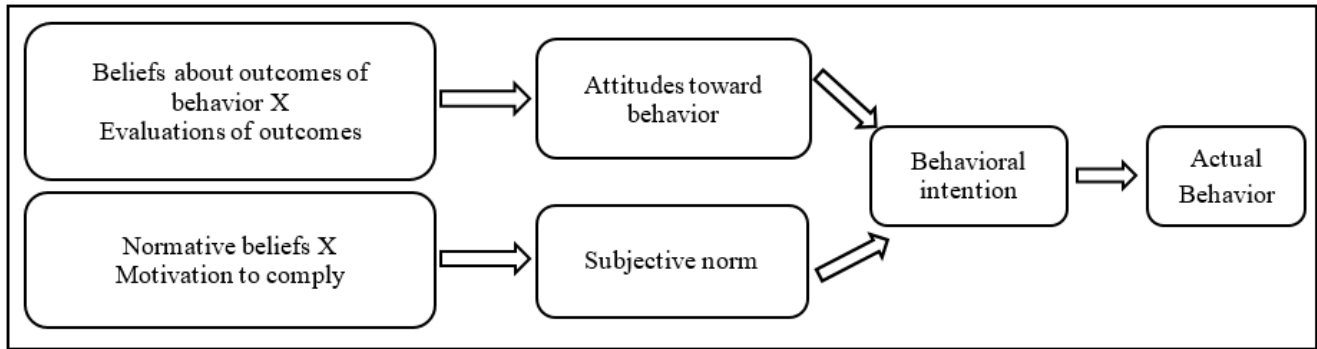 Beliefs about outcomes of
behavior X
Evaluations of outcomes
Attitudes toward
behavior
Normative beliefs X
Motivation to comply
Subjective norm
Behavioral
intention
Actual
Behavior